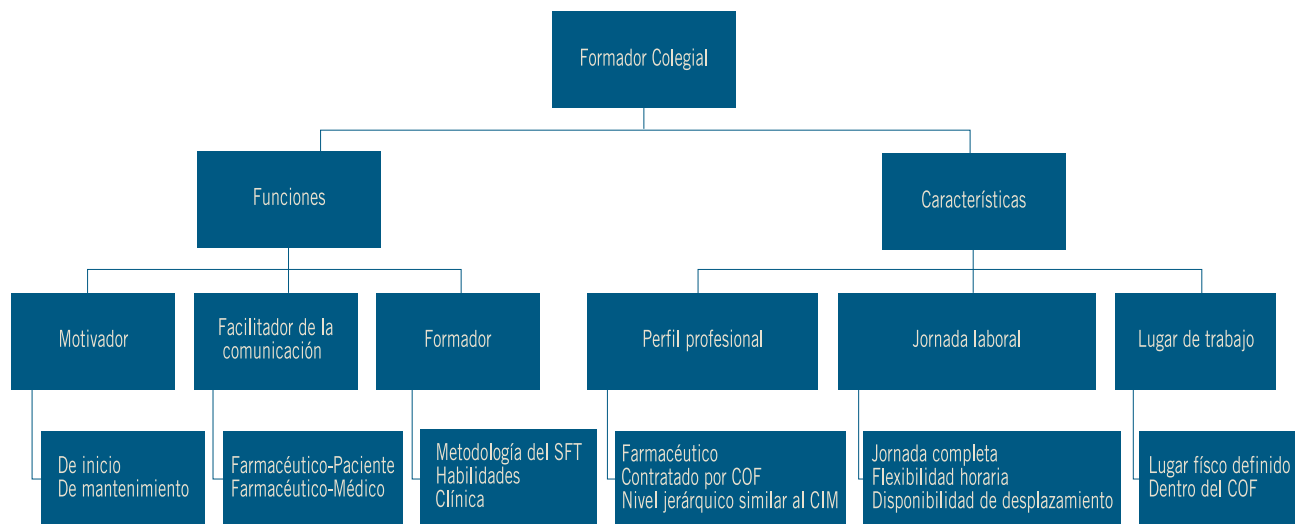 Formador Colegial
Funciones
Características
Motivador
Facilitador de la
comunicación
Formador
Perfil profesional
Jornada laboral
Lugar de trabajo
De inicio
De mantenimiento
Farmacéutico-Paciente
Farmacéutico-Médico
Metodología del SFT
Habilidades
Clínica
Farmacéutico
Contratado por COF
Nivel jerárquico similar al CIM
Jornada completa
Flexibilidad horaria
Disponibilidad de desplazamiento
Lugar físco definido
Dentro del COF